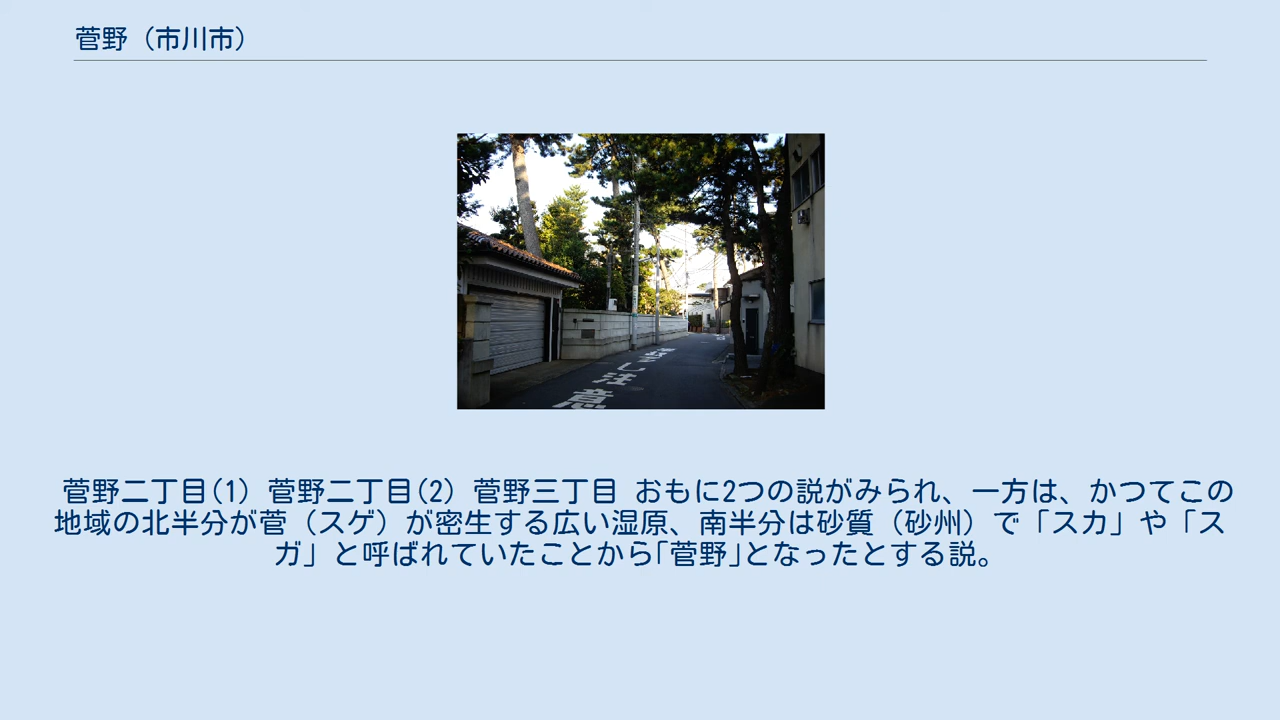 菅野（市川市）
菅野二丁目(1）菅野二丁目(2）菅野三丁目 おもに2つの説がみられ、一方は、かつてこの
地域の北半分が菅（スゲ）が密生する広い湿原、南半分は砂質（砂州）で「スカ」や「ス
ガ」と呼ばれていたことから｢菅野｣となったとする説。